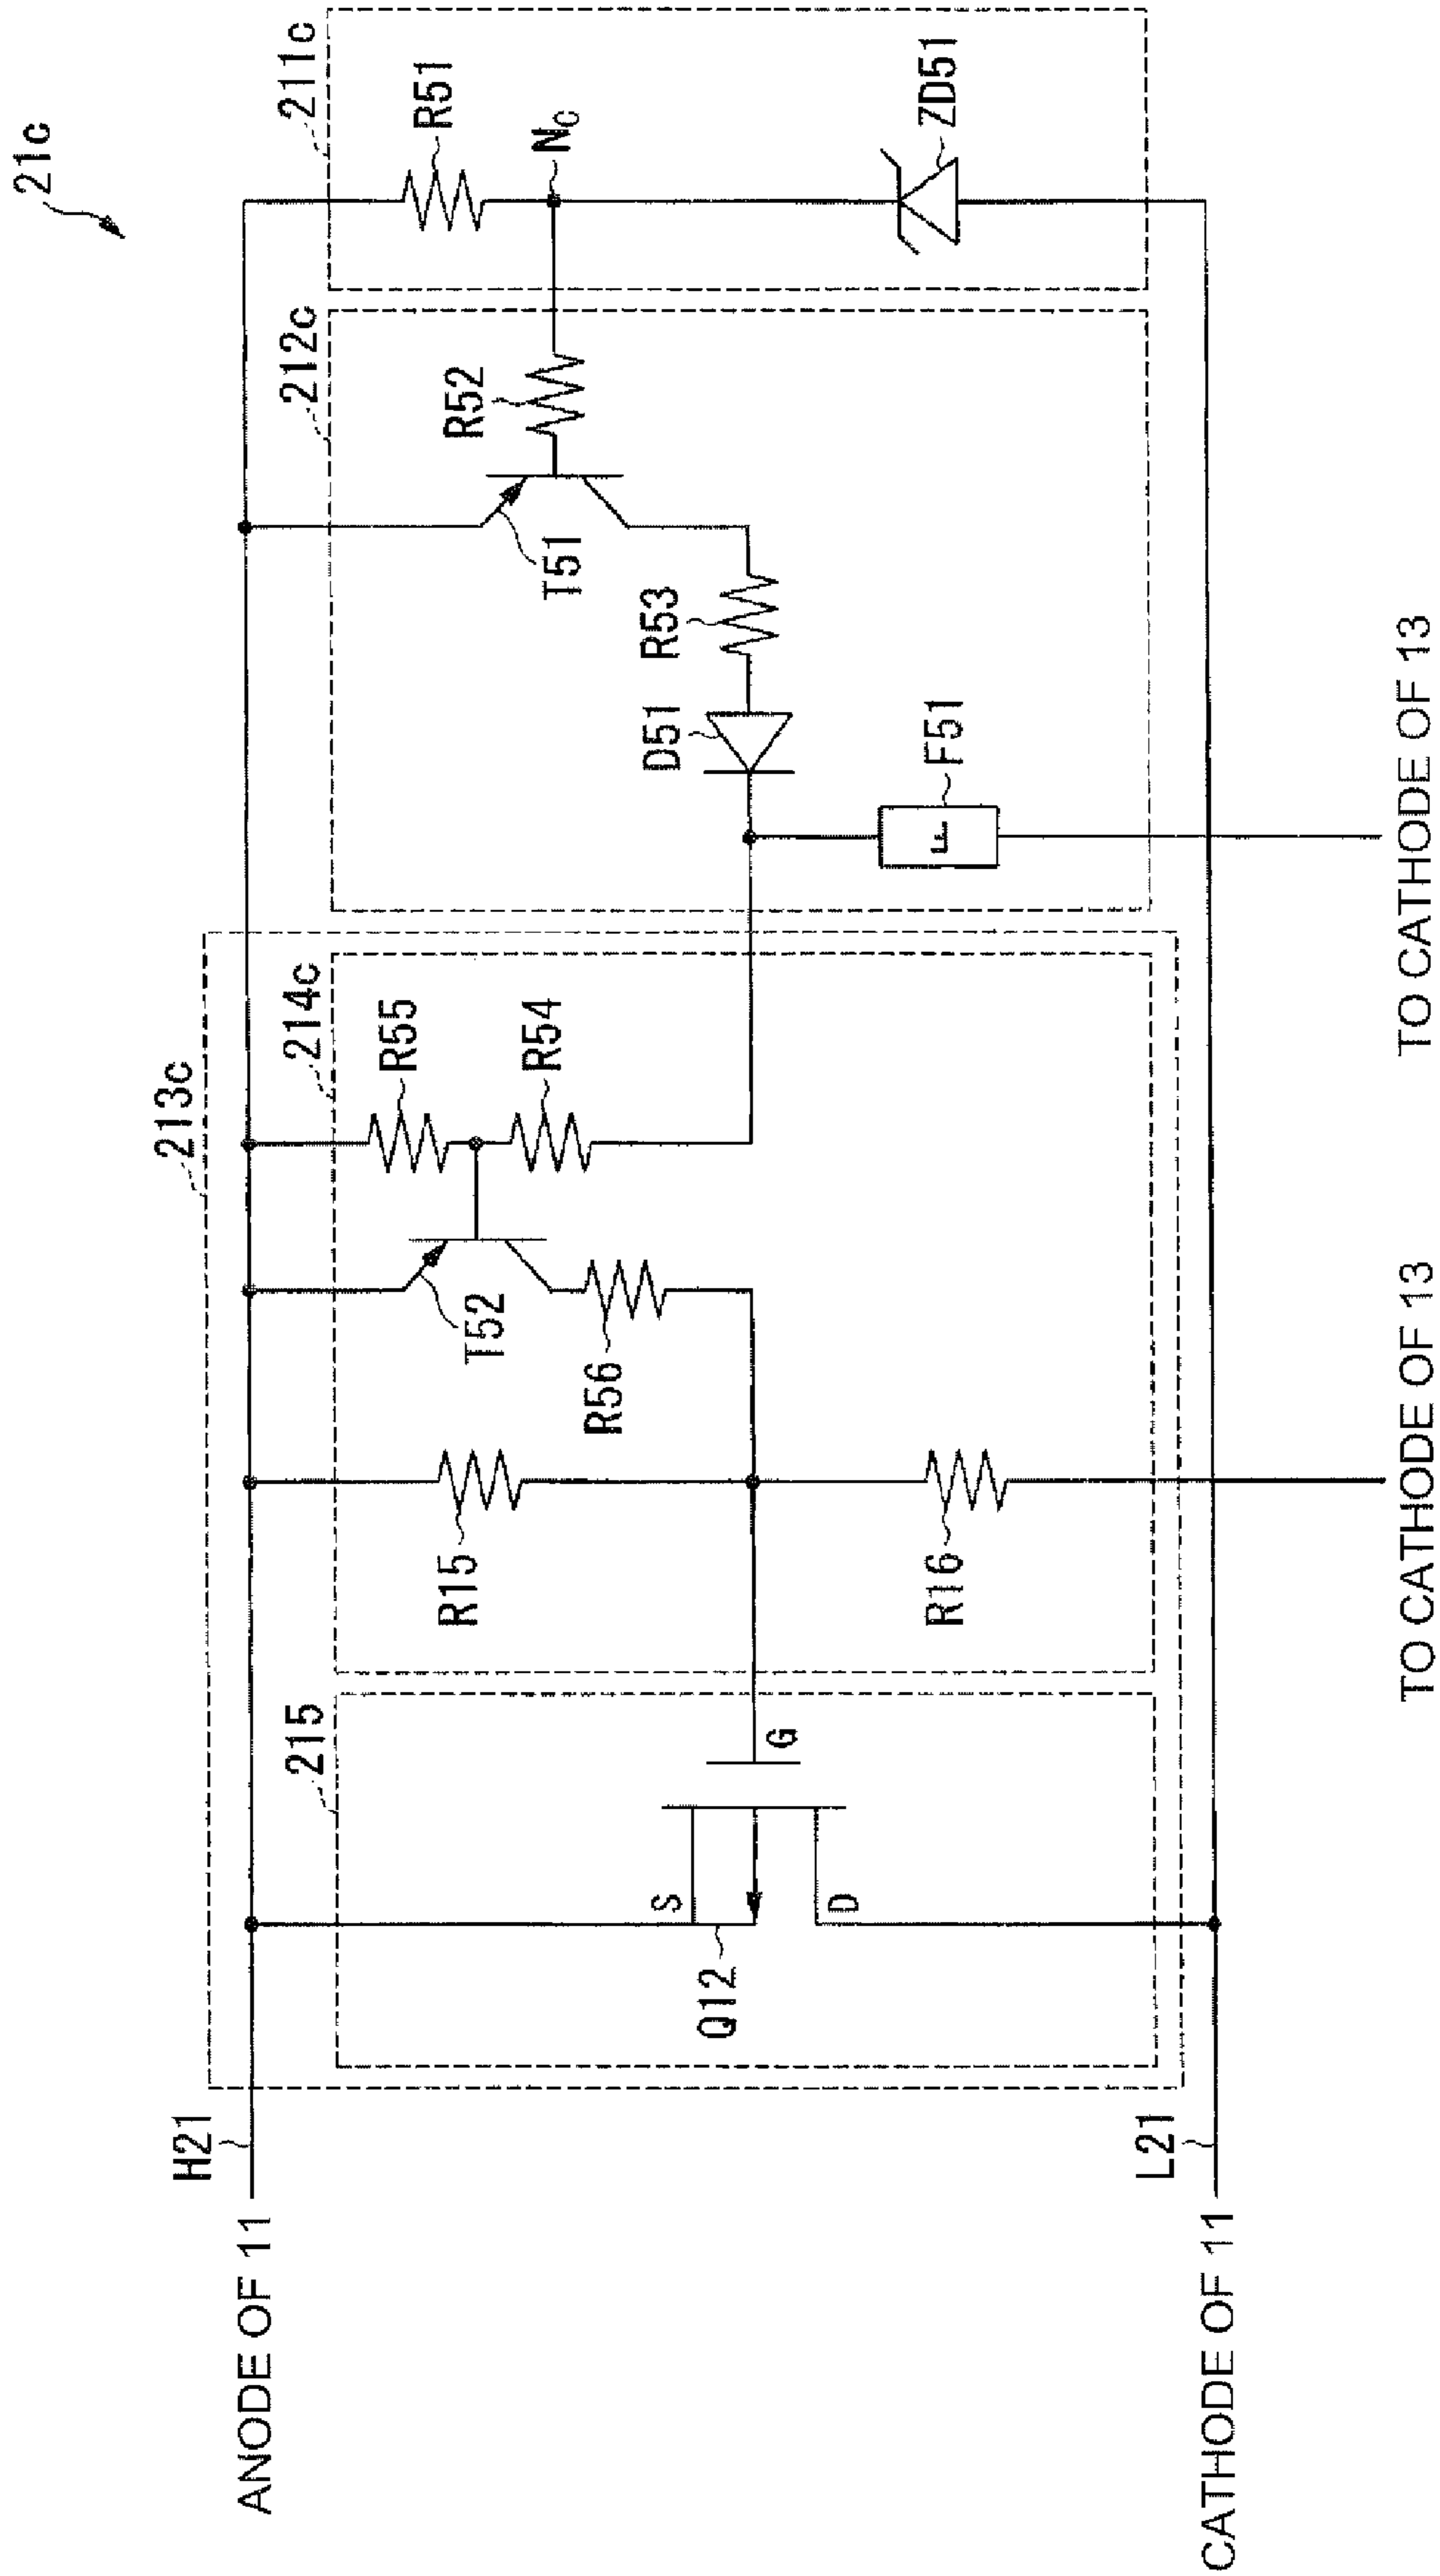 21c
211c
R51
N_C
ZD51
212c
R52
T51
R53
D51
F51
F
TO CATHODE OF 13
213c
214c
R55
R54
T52
R56
R15
R16
TO CATHODE OF 13
215
G
S
D
Q12
H21
ANODE OF 11
L21
CATHODE OF 11